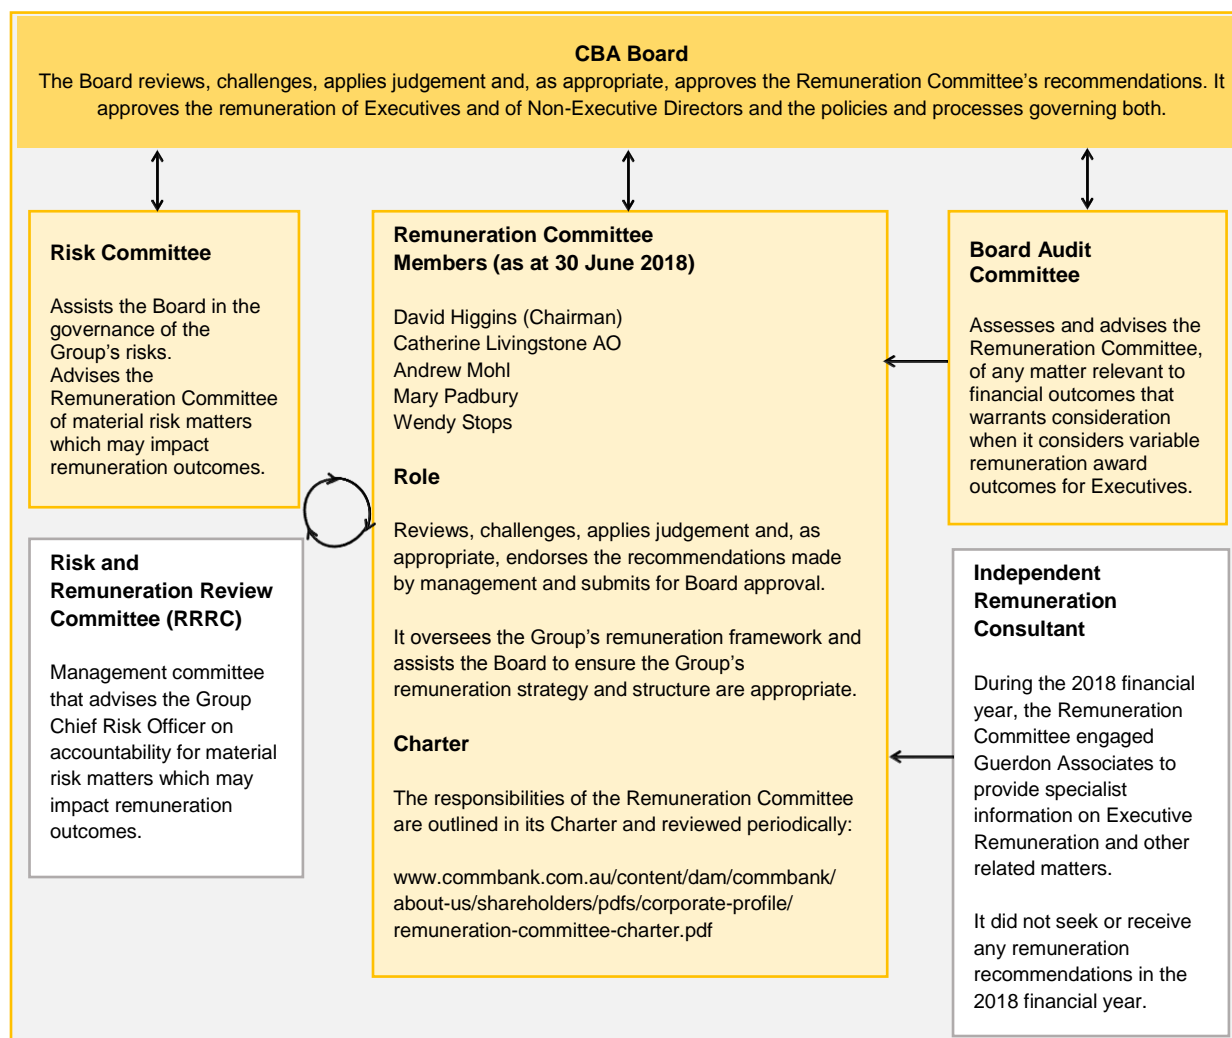 CBA Board
The Board reviews, challenges, applies judgement and, as appropriate, approves the Remuneration Committee's recommendations. It
approves the remuneration of Executives and of Non-Executive Directors and the policies and processes governing both.
Risk Committee
Assists the Board in the
governance of the
Group's risks.
Advises the
Remuneration Committee
of material risk matters
which may impact
remuneration outcomes.
Risk and
Remuneration Review
Committee (RRRC)
Management committee
that advises the Group
Chief Risk Officer on
accountability for material
risk matters which may
impact remuneration
outcomes.
Remuneration Committee
Members (as at 30 June 2018)
David Higgins (Chairman)
Catherine Livingstone AO
Andrew Mohl
Mary Padbury
Wendy Stops
Role
Reviews, challenges, applies judgement and, as
appropriate, endorses the recommendations made
by management and submits for Board approval.
It oversees the Group's remuneration framework and
assists the Board to ensure the Group's
remuneration strategy and structure are appropriate.
Charter
The responsibilities of the Remuneration Committee
are outlined in its Charter and reviewed periodically:
www.commbank.com.au/content/dam/commbank/
about-us/shareholders/pdfs/corporate-profile/
remuneration-committee-charter.pdf
Board Audit
Committee
Assesses and advises the
Remuneration Committee,
of any matter relevant to
financial outcomes that
warrants consideration
when it considers variable
remuneration award
outcomes for Executives.
Independent
Remuneration
Consultant
During the 2018 financial
year, the Remuneration
Committee engaged
Guerdon Associates to
provide specialist
information on Executive
Remuneration and other
related matters.
It did not seek or receive
any remuneration
recommendations in the
2018 financial year.